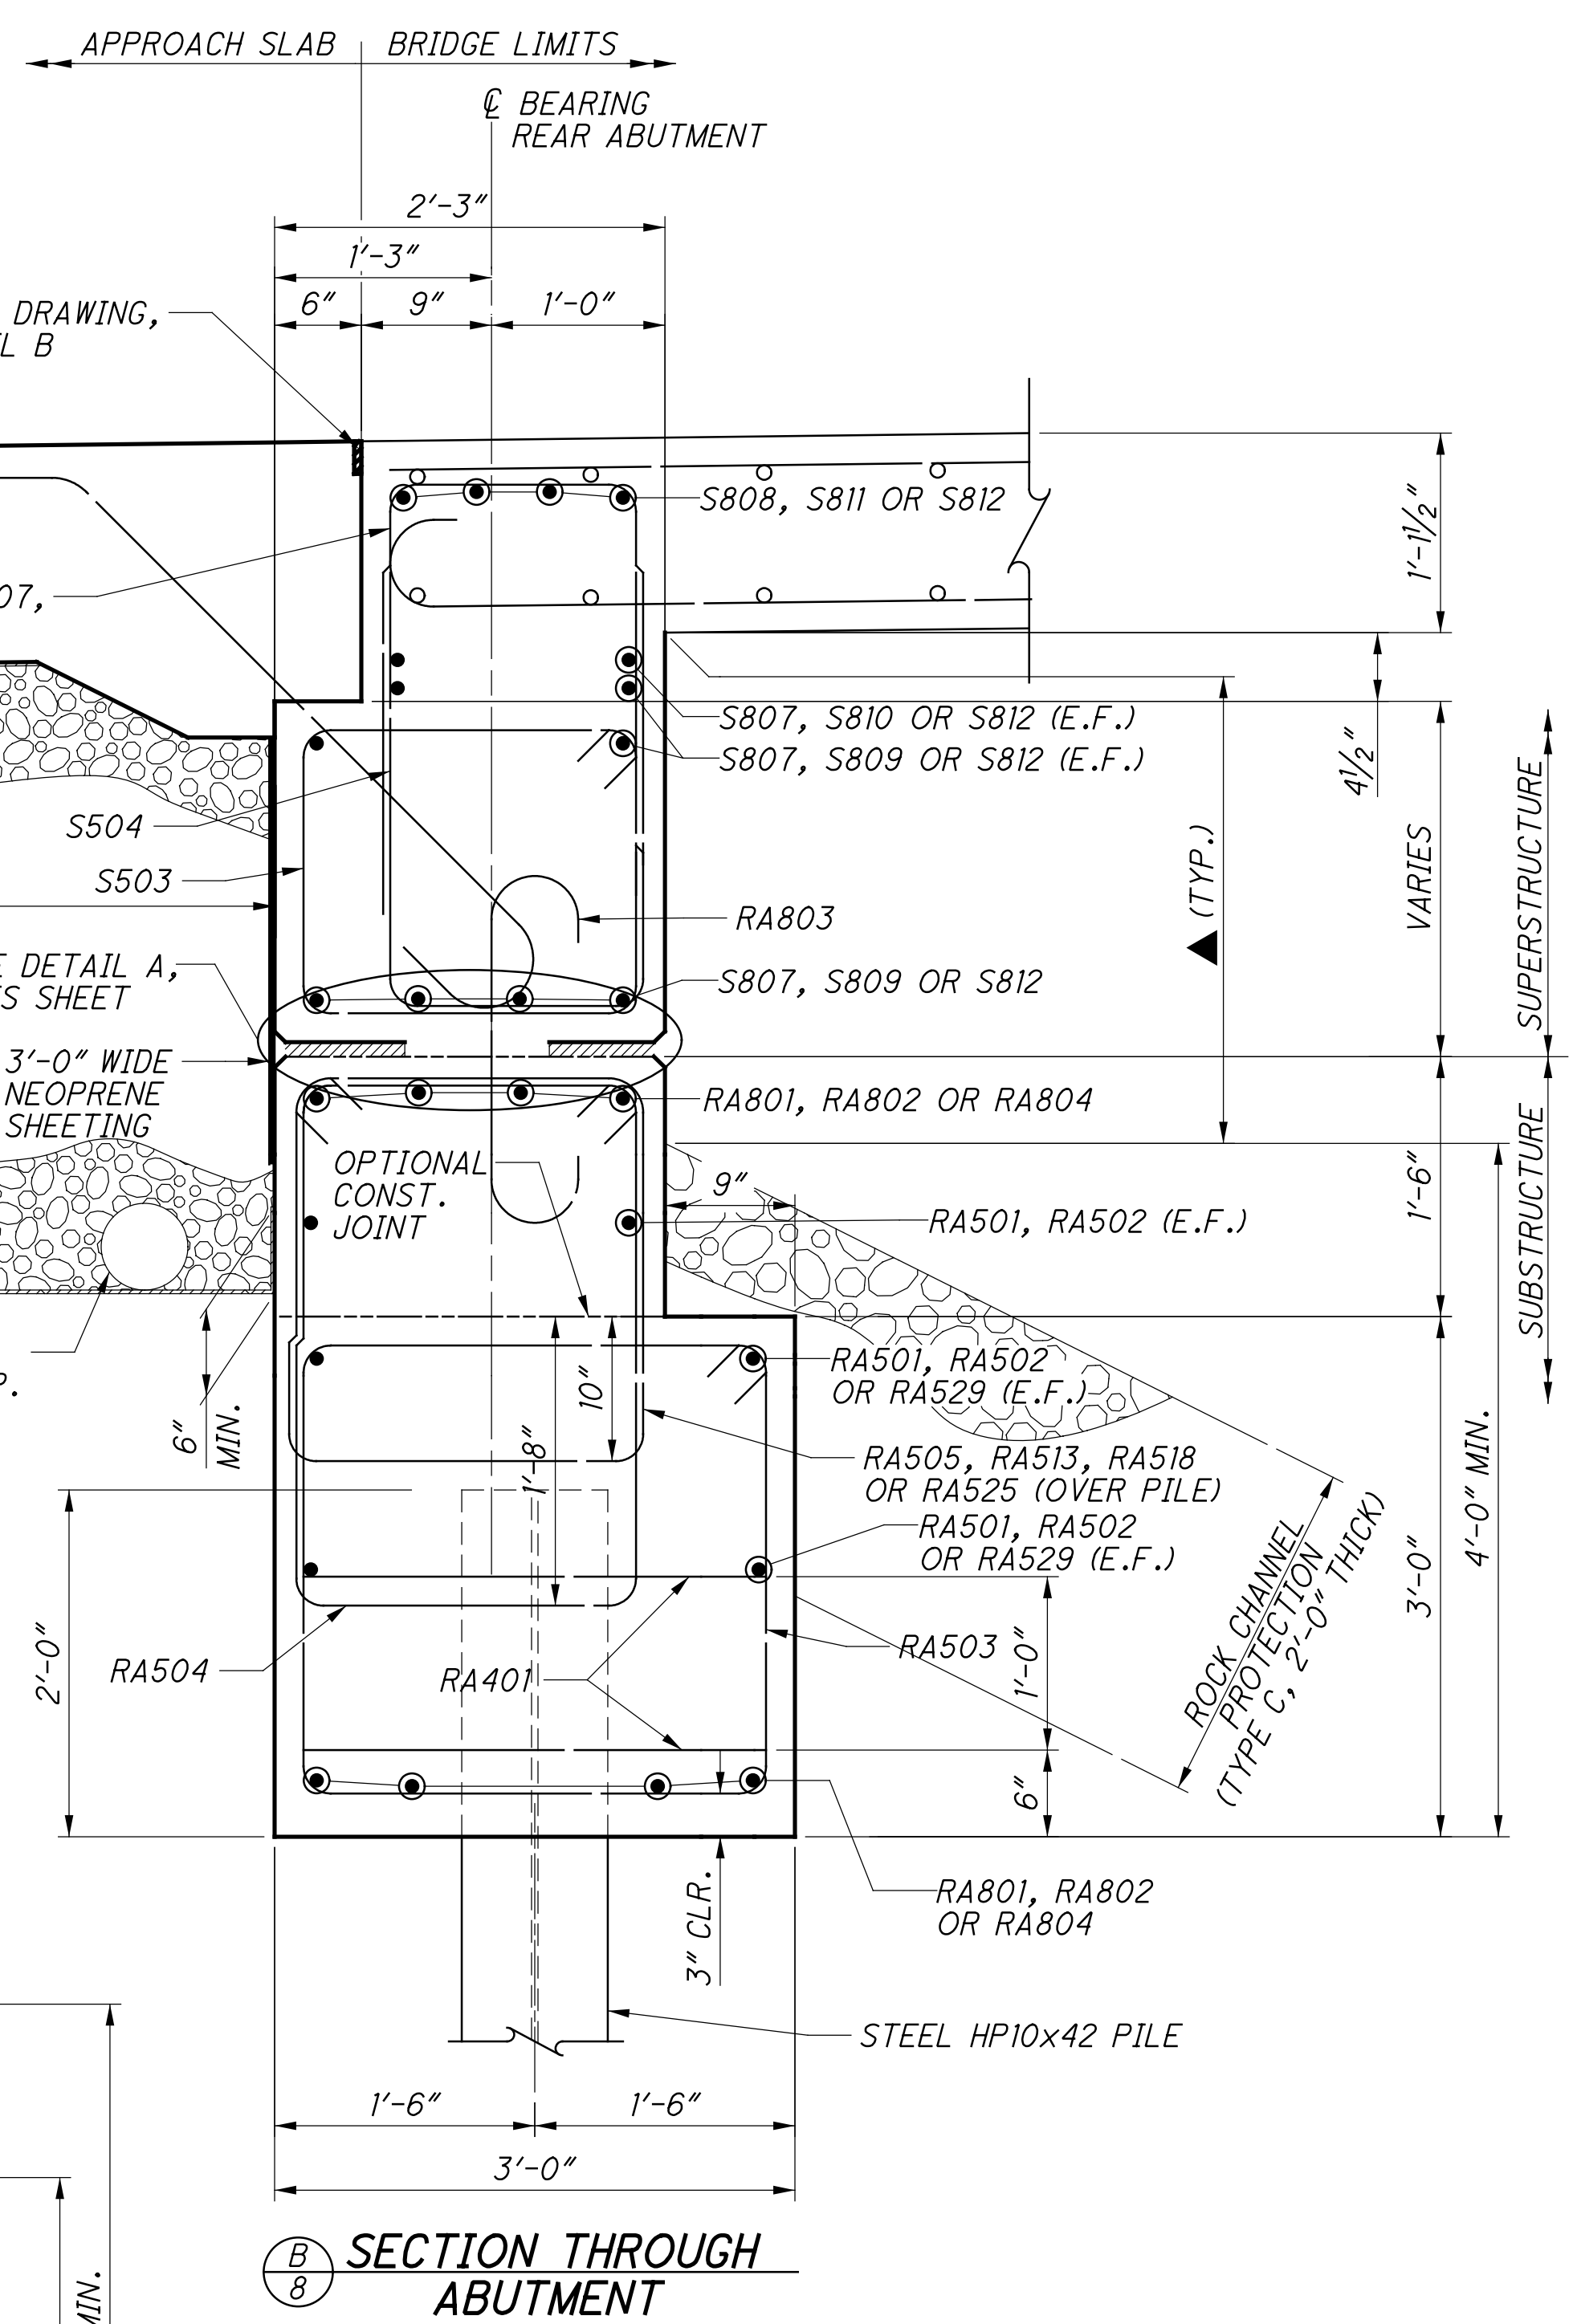 APPROACH SLAB
BRIDGE LIMITS
℄ BEARING
REAR ABUTMENT
2'-3"
1'-3"
6"
9"
1'-0"
DRAWING,
L B
S808, S811 OR S812
1'-1½"
07,
S807, S810 OR S812 (E.F.)
S807, S809 OR S812 (E.F.)
4½"
S504
S503
(TYP.)
VARIES
SUPERSTRUCTURE
RA803
E DETAIL A,
S SHEET
S807, S809 OR S812
3'-0" WIDE
NEOPRENE
SHEETING
RA801, RA802 OR RA804
OPTIONAL
CONST.
JOINT
9"
RA501, RA502 (E.F.)
1'-6"
SUBSTRUCTURE
P.
6"
MIN.
10"
1'-8"
RA501, RA502
OR RA529 (E.F.)
RA505, RA513, RA518
OR RA525 (OVER PILE)
RA501, RA502
OR RA529 (E.F.)
4'-0" MIN.
3'-0"
ROCK CHANNEL
PROTECTION
(TYPE C, 2'-0" THICK)
2'-0"
RA504
RA401
RA503
1'-0"
6"
3" CLR.
RA801, RA802
OR RA804
STEEL HP10x42 PILE
1'-6"
1'-6"
3'-0"
MIN.
B
8
SECTION THROUGH
ABUTMENT